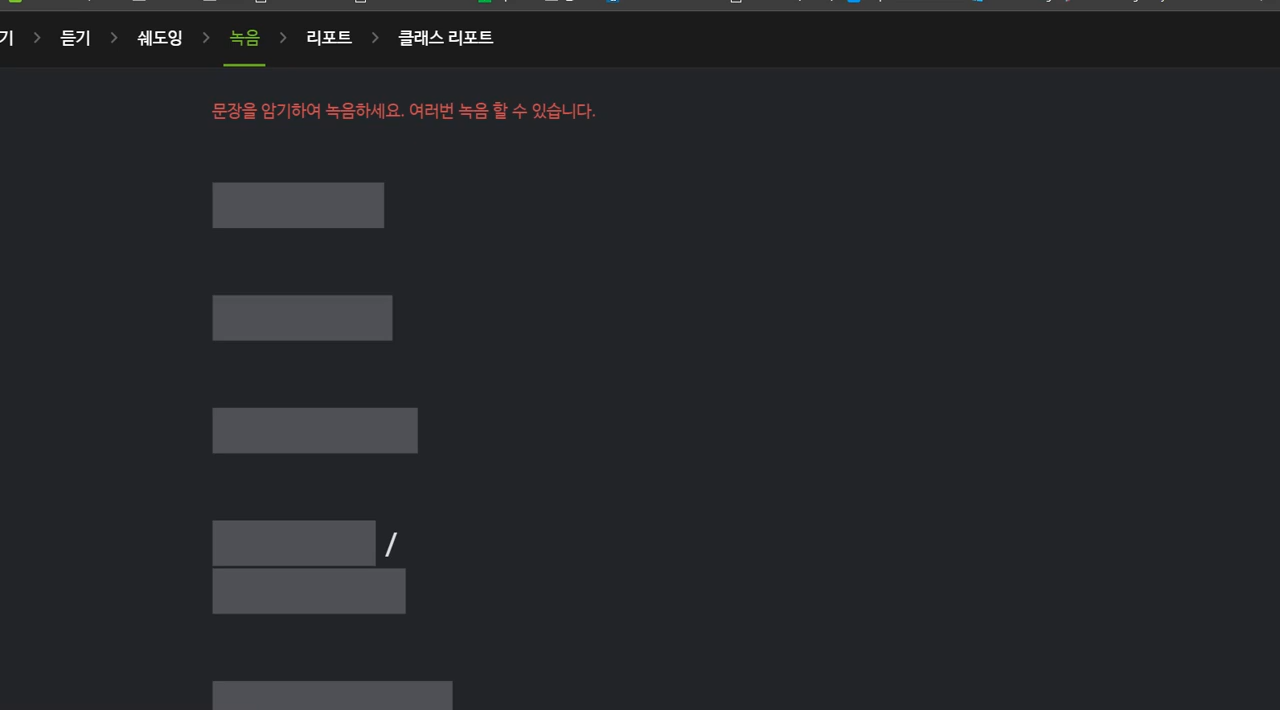 기 > 듣기 > 쉐도잉 > 녹음 > 리포트 > 클래스 리포트
문장을 암기하여 녹음하세요. 여러번 녹음 할 수 있습니다.
/